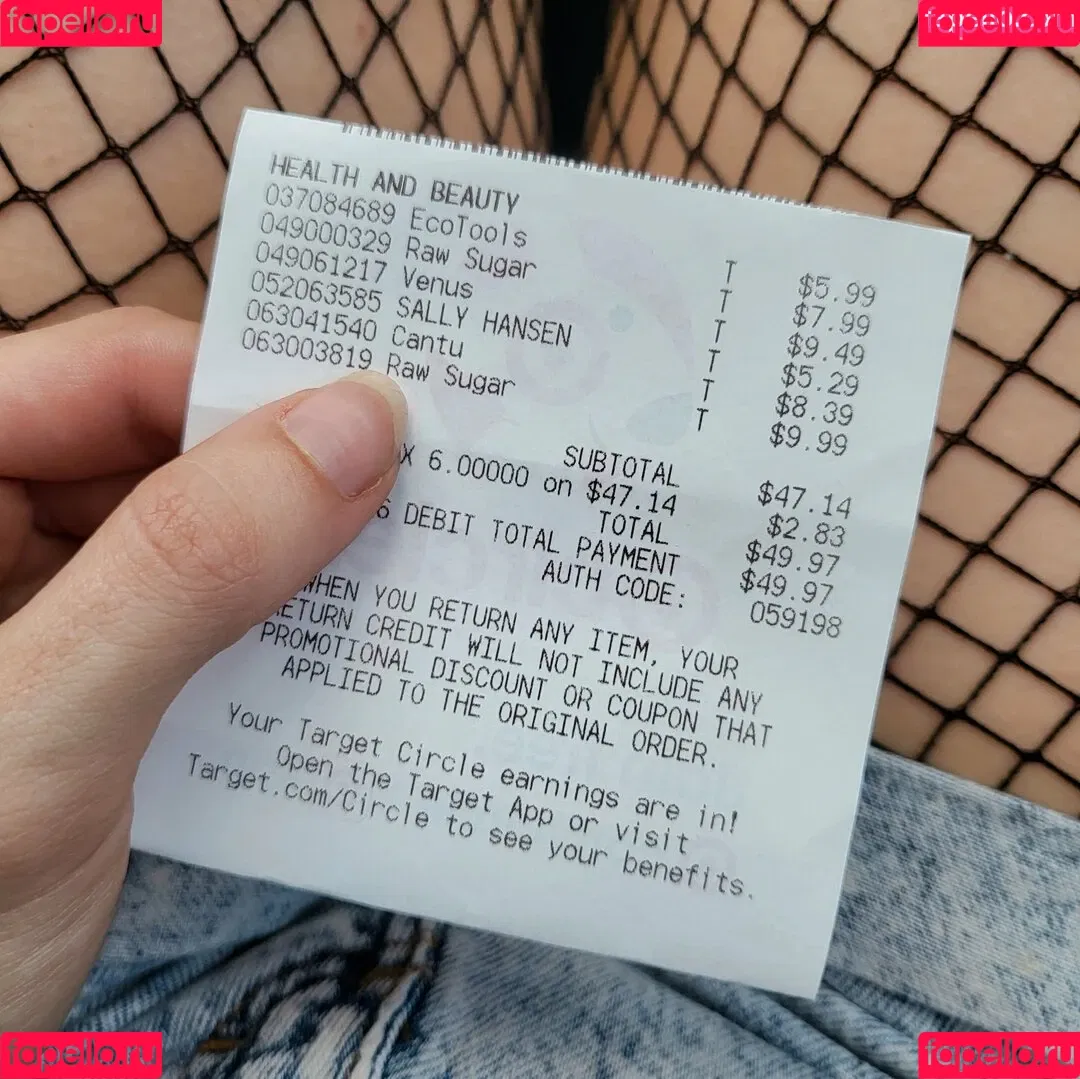 fapello.ru
fapello.ru
HEALTH AND BEAUTY
037084689 EcoTools T $5.99
049000329 Raw Sugar T $7.99
049061217 Venus T $9.49
052063585 SALLY HANSEN T $5.29
063041540 Cantu T $8.39
063003819 Raw Sugar T $9.99
SUBTOTAL $47.14
X 6.00000 on $47.14 $2.83
TOTAL $49.97
6 DEBIT TOTAL PAYMENT $49.97
AUTH CODE: 059198
WHEN YOU RETURN ANY ITEM, YOUR
RETURN CREDIT WILL NOT INCLUDE ANY
PROMOTIONAL DISCOUNT OR COUPON THAT
APPLIED TO THE ORIGINAL ORDER.
Your Target Circle earnings are in!
Open the Target App or visit
Target.com/Circle to see your benefits.
fapello.ru
fapello.ru